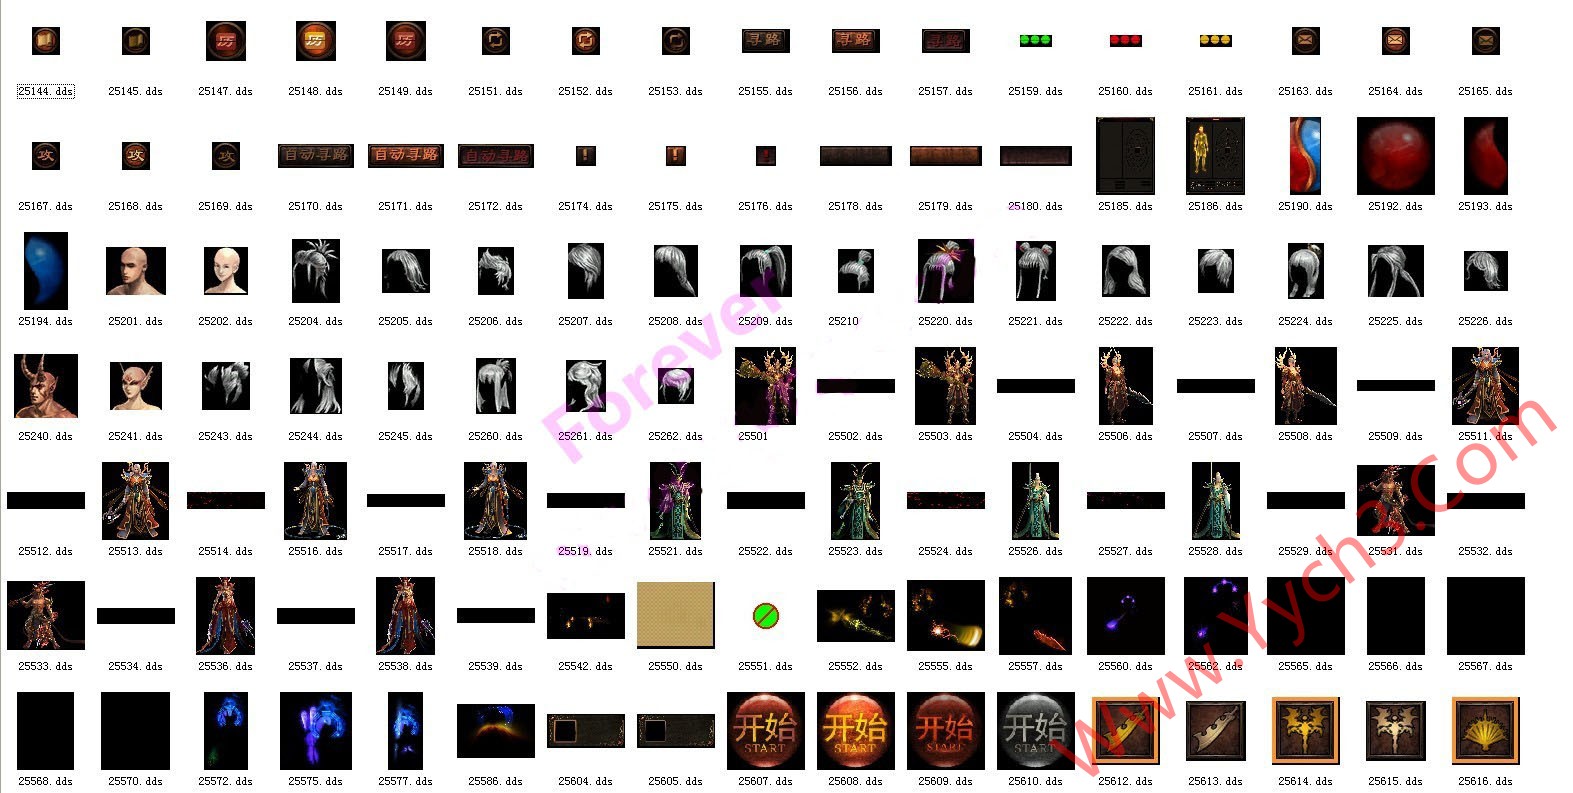 历 历 历 寻路 寻路 寻路
25144.dds 25145.dds 25147.dds 25148.dds 25149.dds 25151.dds 25152.dds 25153.dds 25155.dds 25156.dds 25157.dds 25159.dds 25160.dds 25161.dds 25163.dds 25164.dds 25165.dds
攻 攻 攻 自动寻路 自动寻路 自动寻路 ! ! !
25167.dds 25168.dds 25169.dds 25170.dds 25171.dds 25172.dds 25174.dds 25175.dds 25176.dds 25178.dds 25179.dds 25180.dds 25185.dds 25186.dds 25190.dds 25192.dds 25193.dds
25194.dds 25201.dds 25202.dds 25204.dds 25205.dds 25206.dds 25207.dds 25208.dds 25209.dds 25210 25220.dds 25221.dds 25222.dds 25223.dds 25224.dds 25225.dds 25226.dds
Forever
25240.dds 25241.dds 25243.dds 25244.dds 25245.dds 25260.dds 25261.dds 25262.dds 25501 25502.dds 25503.dds 25504.dds 25506.dds 25507.dds 25508.dds 25509.dds 25511.dds
25512.dds 25513.dds 25514.dds 25516.dds 25517.dds 25518.dds 25519.dds 25521.dds 25522.dds 25523.dds 25524.dds 25526.dds 25527.dds 25528.dds 25529.dds 25531.dds 25532.dds
www.Yych3.Com
25533.dds 25534.dds 25536.dds 25537.dds 25538.dds 25539.dds 25542.dds 25550.dds 25551.dds 25552.dds 25555.dds 25557.dds 25560.dds 25562.dds 25565.dds 25566.dds 25567.dds
开始 开始 开始 开始
START START START START
25568.dds 25570.dds 25572.dds 25575.dds 25577.dds 25586.dds 25604.dds 25605.dds 25607.dds 25608.dds 25609.dds 25610.dds 25612.dds 25613.dds 25614.dds 25615.dds 25616.dds